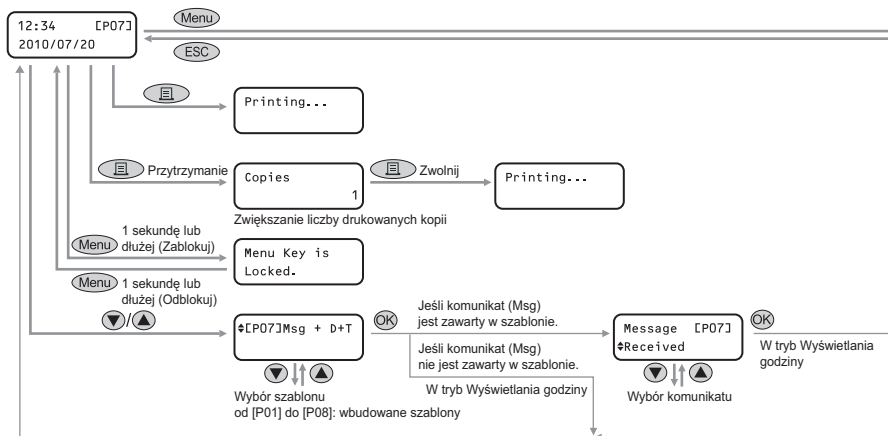 12:34 [P07]
2010/07/20
Menu
ESC
Printing...
Przytrzymanie
Copies
1
Zwolnij
Printing...
Zwiększanie liczby drukowanych kopii
1 sekundę lub
Menu dłużej (Zablokuj)
Menu Key is
Locked.
Menu 1 sekundę lub
dłużej (Odblokuj)
▼/▲
♦[P07]Msg + D+T
OK
Jeśli komunikat (Msg)
jest zawarty w szablonie.
Jeśli komunikat (Msg)
nie jest zawarty w szablonie.
W tryb Wyświetlania godziny
Wybór szablonu
od [P01] do [P08]: wbudowane szablony
Message [P07]
♦Received
Wybór komunikatu
OK
W tryb Wyświetlania
godziny